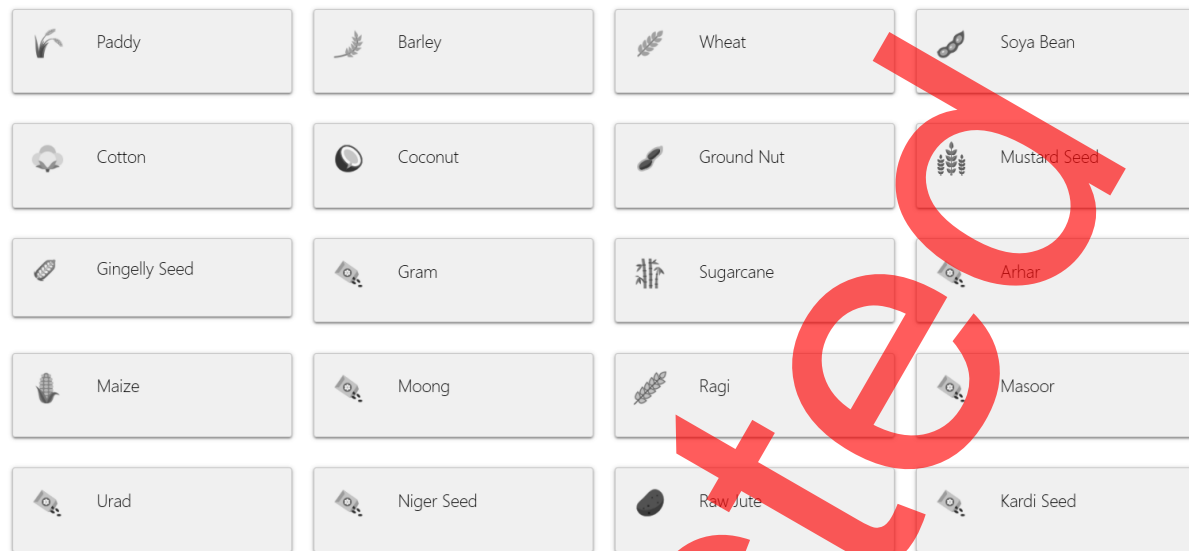 Paddy
Barley
Wheat
Soya Bean
Cotton
Coconut
Ground Nut
Mustard Seed
Gingelly Seed
Gram
Sugarcane
Arhar
Maize
Moong
Ragi
Masoor
Urad
Niger Seed
Raw Jute
Kardi Seed
ted